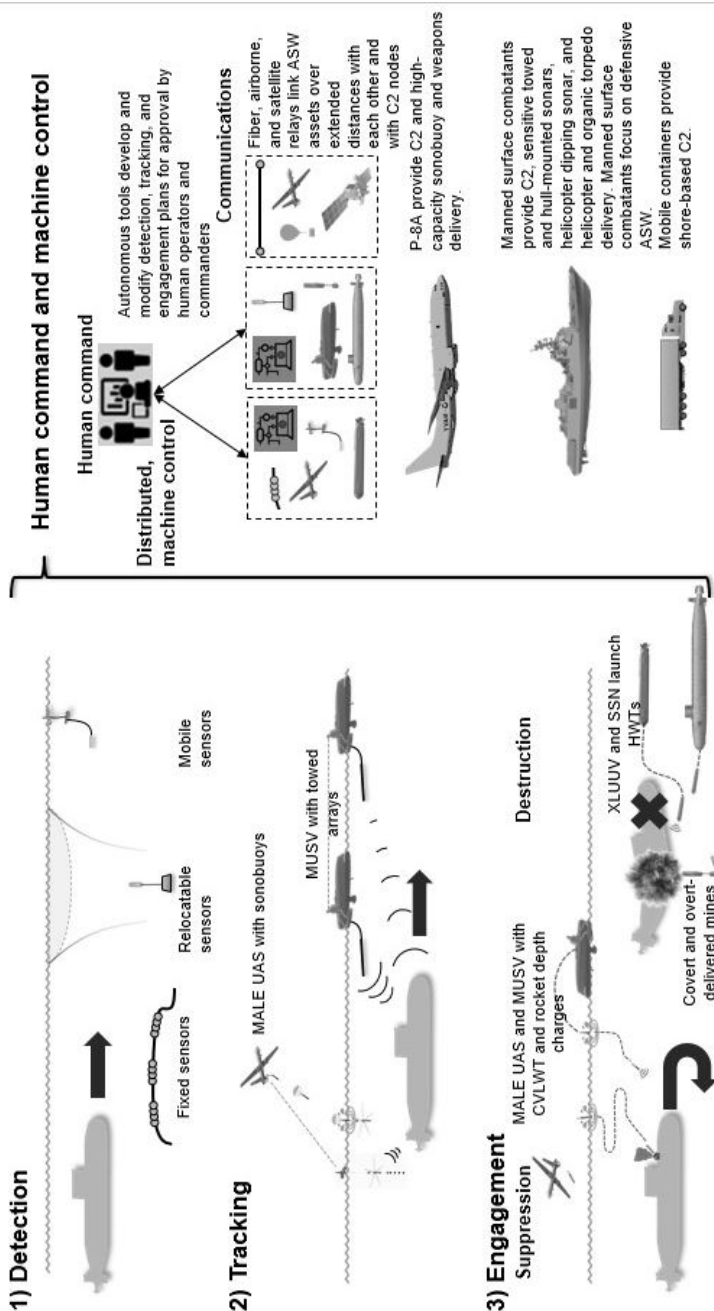 1) Detection
Fixed sensors
Relocatable
sensors
Mobile
sensors
2) Tracking
MALE UAS with sonobuoys
MUSV with towed
arrays
3) Engagement
Suppression
MALE UAS and MUSV with
CVLWT and rocket depth
charges
Destruction
XLUUV and SSN launch
HWTs
Covert and overt-
delivered mines
Human command and machine control
Human command
Distributed,
machine control
Autonomous tools develop and
modify detection, tracking, and
engagement plans for approval by
human operators and
commanders
Communications
Fiber, airborne,
and satellite
relays link ASW
assets over
extended
distances with
each other and
with C2 nodes
P-8A provide C2 and high-
capacity sonobuoy and weapons
delivery.
Manned surface combatants
provide C2, sensitive towed
and hull-mounted sonars,
helicopter dipping sonar, and
helicopter and organic torpedo
delivery. Manned surface
combatants focus on defensive
ASW.
Mobile containers provide
shore-based C2.